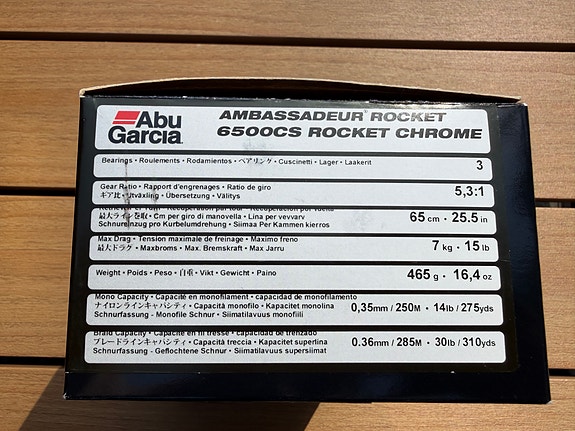 Abu
Garcia®
AMBASSADEUR® ROCKET
6500CS ROCKET CHROME
Bearings • Roulements • Rodamientos • ベアリング • Cuscinetti • Lager • Laakerit
3
Gear Ratio • Rapport d'engrenages • Ratio de giro
ギア比 • Utväxling • Übersetzung • Välitys
5,3:1
最大ライン巻取 • Cm per giro di manovella • Lina per vevvarv
Schnureinzug pro Kurbelumdrehung • Siimaa Per Kammen kierros
65 cm • 25.5 in
Max Drag • Tension maximale de freinage • Maximo freno
最大ドラグ • Maxbroms • Max. Bremskraft • Max Jarru
7 kg • 15 lb
Weight • Poids • Peso • 自重 • Vikt • Gewicht • Paino
465 g • 16,4 oz
Mono Capacity • Capacité en monofilament • capacidad de monofilamento
ナイロンラインキャパシティ • Capacità monofilo • Kapacitet monolina
Schnurfassung - Monofile Schnur • Siimatilavuus monofiili
0,35mm / 250M • 14lb / 275yds
Braid Capacity • Capacité en fil tressé • capacidad de trenzado
ブレードラインキャパシティ • Capacità treccia • Kapacitet superlina
Schnurfassung - Geflochtene Schnur • Siimatilavuus supersiimat
0.36mm / 285M • 30lb / 310yds